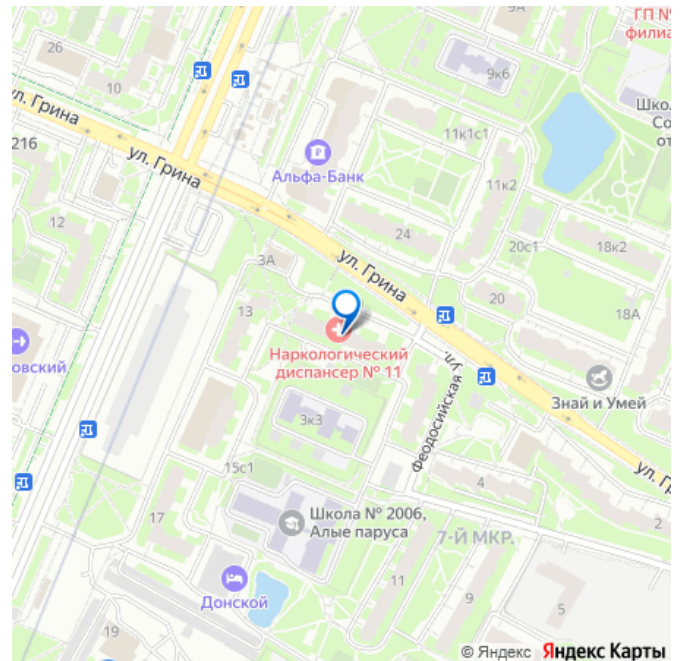 9А
ГП №
филиа
26
10
9к6
ул. Грина
216
ул. Грина
Альфа-Банк
11к1с1
Шко
Со
от
11к2
12
24
20с1
18к2
3А
ул. Грина
20
18А
13
Наркологический
диспансер № 11
овский
Феодосийская ул.
Знай и Умей
3к3
15с1
ул. Гр
4
2
17
Школа № 2006,
Алые паруса
7-Й МКР.
11
9
5
Донской
19
© Яндекс Яндекс Карты